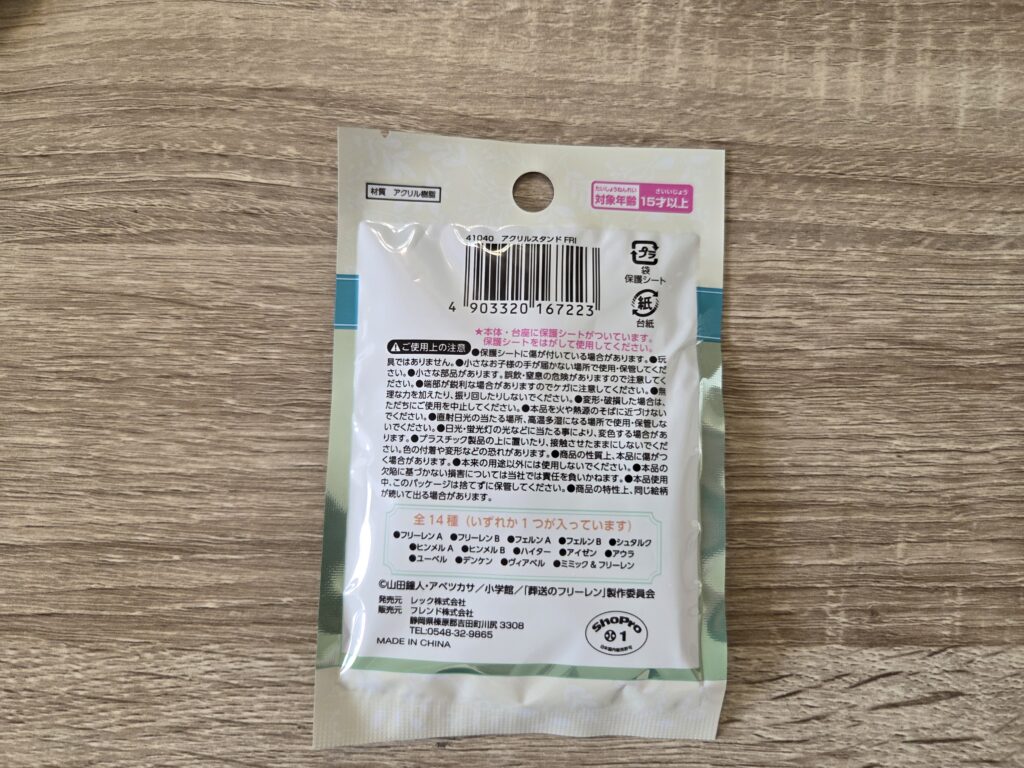 材質 アクリル樹脂
たいしょうねんれい さいいじょう
対象年齢 15才以上
41040 アクリルスタンド FRI
4 903320 167223
プラ
袋
保護シート
紙
台紙
★本体・台座に保護シートがついています。
保護シートをはがして使用してください。
ご使用上の注意 ●保護シートに傷が付いている場合があります。●玩
具ではありません。●小さなお子様の手が届かない場所で使用・保管してくだ
さい。●小さな部品があります。誤飲・窒息の危険がありますので注意してく
ださい。●端部が鋭利な場合がありますのでケガに注意してください。●無
理な力を加えたり、振り回したりしないでください。●変形・破損した場合は、
ただちにご使用を中止してください。●本品を火や熱源のそばに近づけない
でください。●直射日光の当たる場所、高温多湿になる場所で使用・保管しな
いでください。●日光・蛍光灯の光などに当たる事により、変色する場合があ
ります。●プラスチック製品の上に置いたり、接触させたままにしないでくだ
さい。色の付着や変形などの恐れがあります。●商品の性質上、本品に傷がつ
く場合があります。●本来の用途以外には使用しないでください。●本品の
欠陥に基づかない損害については当社では責任を負いかねます。●本品使用
中、このパッケージは捨てずに保管してください。●商品の特性上、同じ絵柄
が続いて出る場合があります。
全14種（いずれか1つが入っています）
●フリーレンA ●フリーレンB ●フェルンA ●フェルンB ●シュタルク
●ヒンメルA ●ヒンメルB ●ハイター ●アイゼン ●アウラ
●ユーベル ●デンケン ●ヴィアベル ●ミミック&フリーレン
©山田鐘人・アベツカサ／小学館／「葬送のフリーレン」製作委員会
発売元 レック株式会社
販売元 フレンド株式会社
静岡県榛原郡吉田町川尻 3308
TEL:0548-32-9865
MADE IN CHINA
ShoPro
1